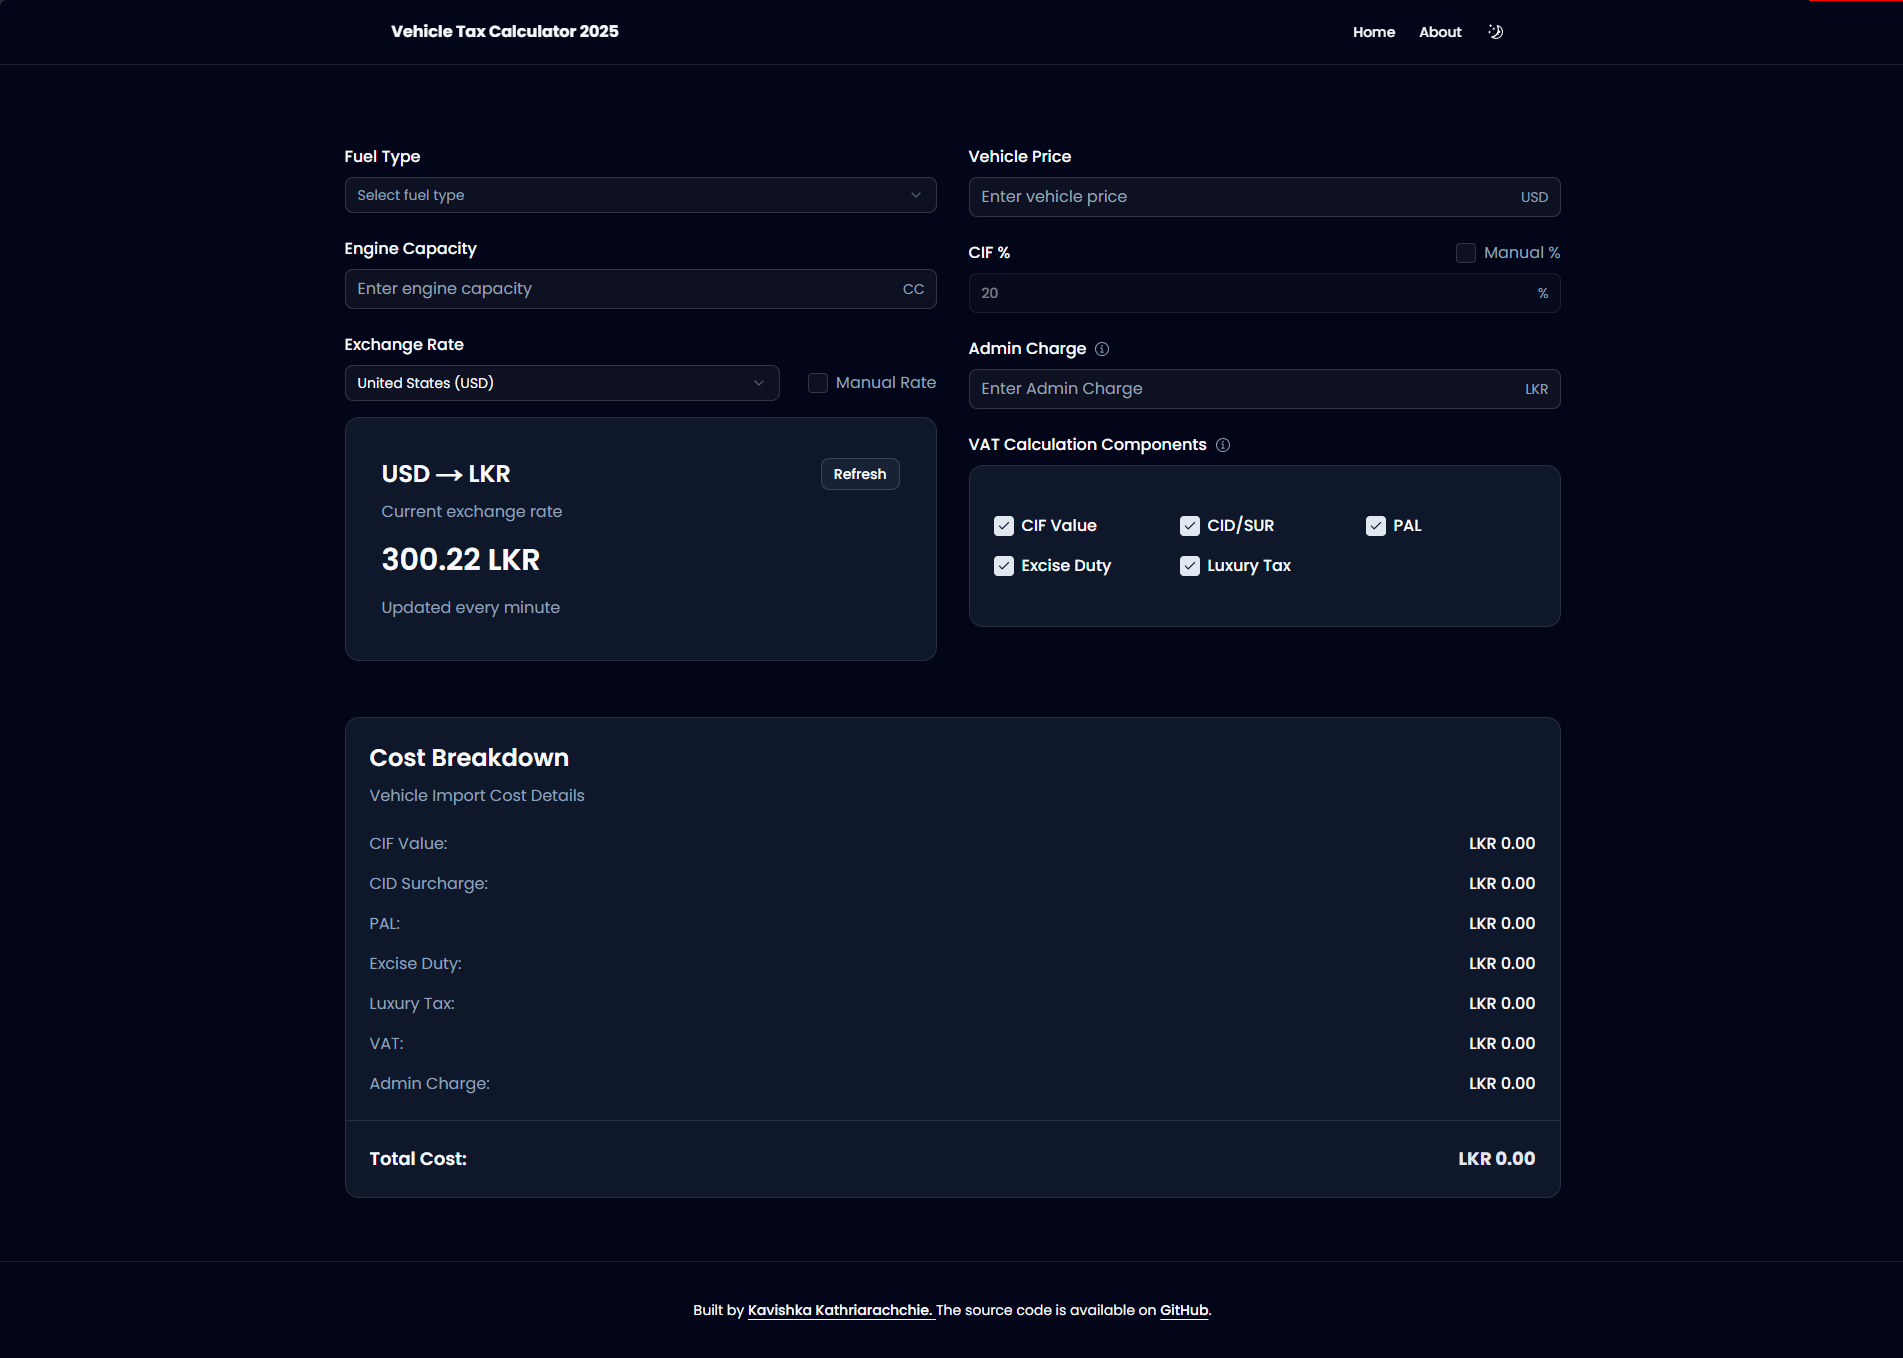 Vehicle Tax Calculator 2025
Home
About
Fuel Type
Select fuel type
Engine Capacity
Enter engine capacity
CC
Exchange Rate
United States (USD)
Manual Rate
USD → LKR
Refresh
Current exchange rate
300.22 LKR
Updated every minute
Vehicle Price
Enter vehicle price
USD
CIF %
Manual %
20
%
Admin Charge
Enter Admin Charge
LKR
VAT Calculation Components
CIF Value
CID/SUR
PAL
Excise Duty
Luxury Tax
Cost Breakdown
Vehicle Import Cost Details
CIF Value: LKR 0.00
CID Surcharge: LKR 0.00
PAL: LKR 0.00
Excise Duty: LKR 0.00
Luxury Tax: LKR 0.00
VAT: LKR 0.00
Admin Charge: LKR 0.00
Total Cost: LKR 0.00
Built by Kavishka Kathriarachchie. The source code is available on GitHub.